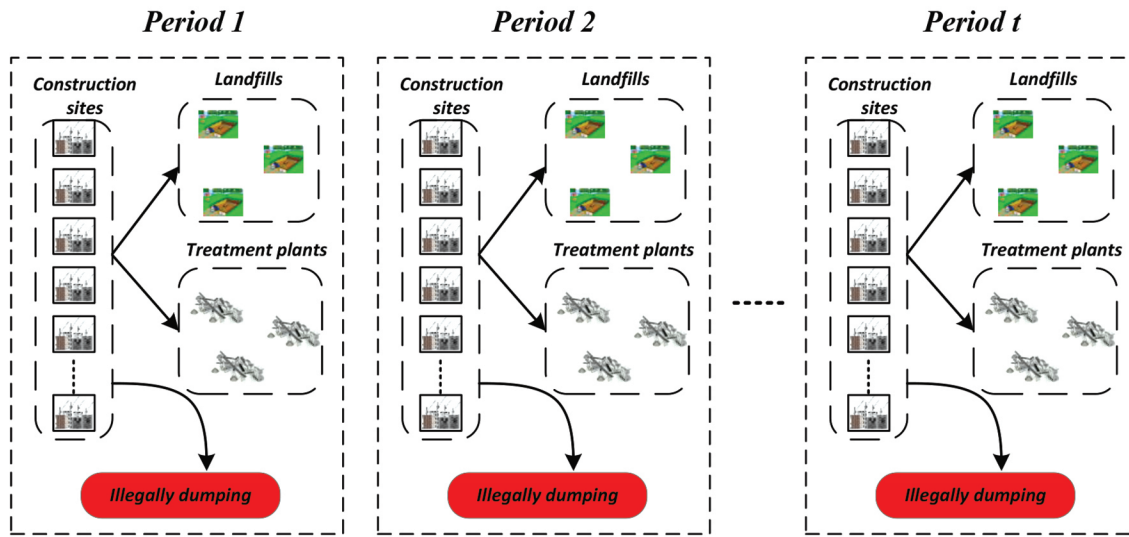 Period 1
Construction
sites
Landfills
Treatment plants
Illegally dumping
Period 2
Construction
sites
Landfills
Treatment plants
Illegally dumping
Period t
Construction
sites
Landfills
Treatment plants
Illegally dumping